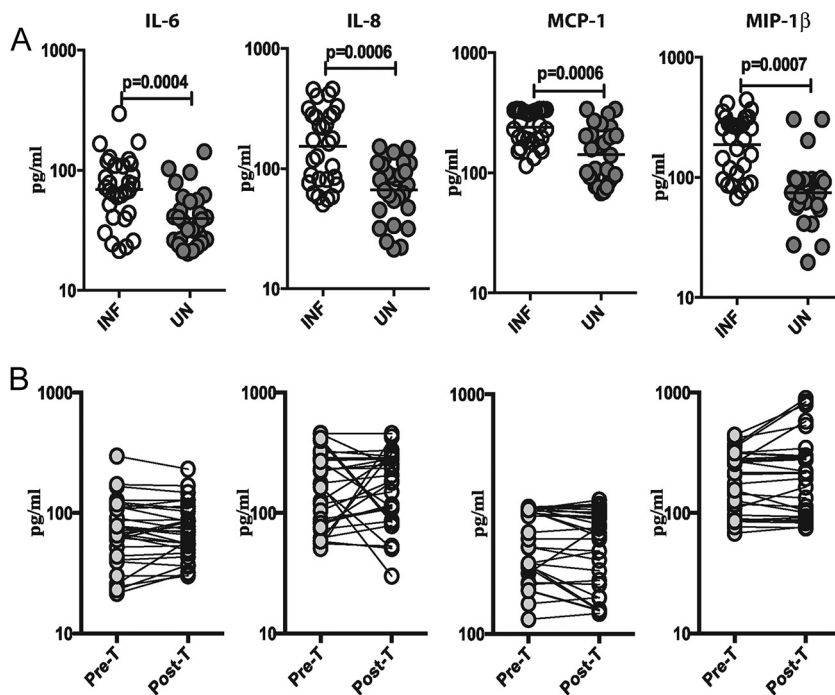 IL-6 IL-8 MCP-1 MIP-1β
A
1000 1000 1000 1000
p=0.0004 p=0.0006 p=0.0006 p=0.0007
pg/ml pg/ml pg/ml pg/ml
100 100 100 100
10 10 10 10
INF UN INF UN INF UN INF UN
B
1000 1000 1000 1000
pg/ml pg/ml pg/ml pg/ml
100 100 100
10 10 100 10
Pre-T Post-T Pre-T Post-T Pre-T Post-T Pre-T Post-T